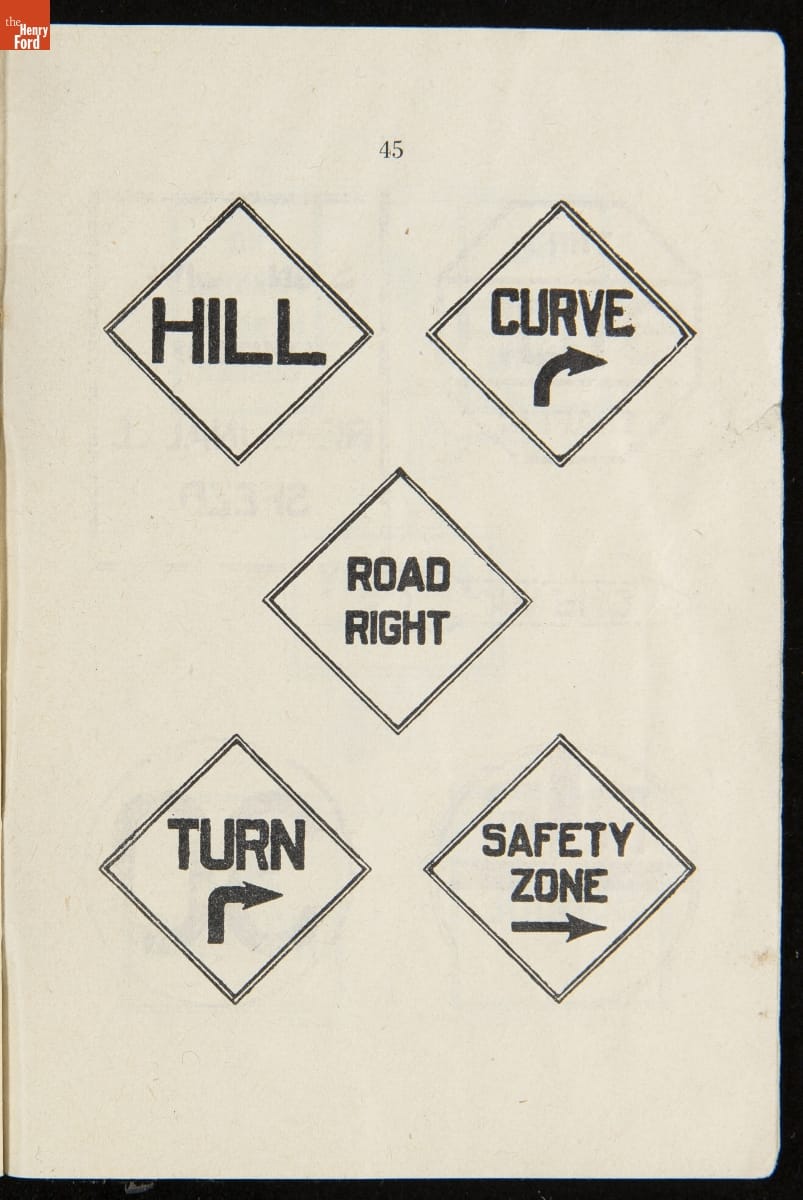 the
Henry
Ford
45
HILL
CURVE
ROAD
RIGHT
TURN
SAFETY
ZONE